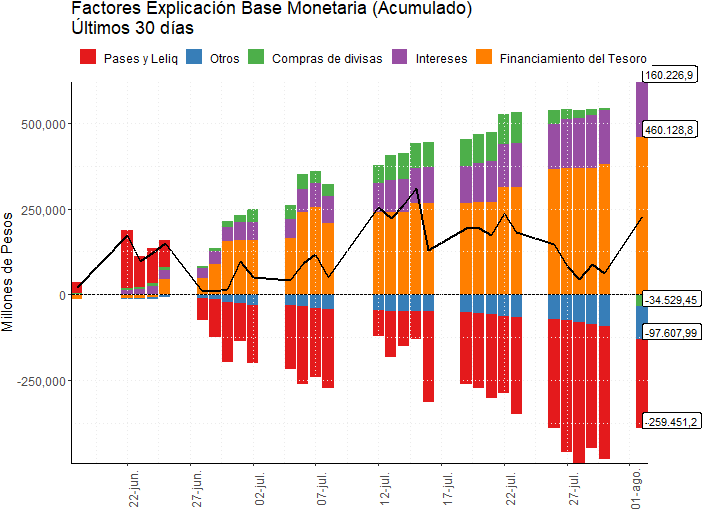 Factores Explicación Base Monetaria (Acumulado)
Últimos 30 días
Pases y Leliq
Otros
Compras de divisas
Intereses
Financiamiento del Tesoro
Millones de Pesos
500,000
250,000
0
-250,000
160.226,9
460.128,8
-34.529,45
-97.607,99
-259.451,2
22-jun.
27-jun.
02-jul.
07-jul.
12-jul.
17-jul.
22-jul.
27-jul.
01-ago.